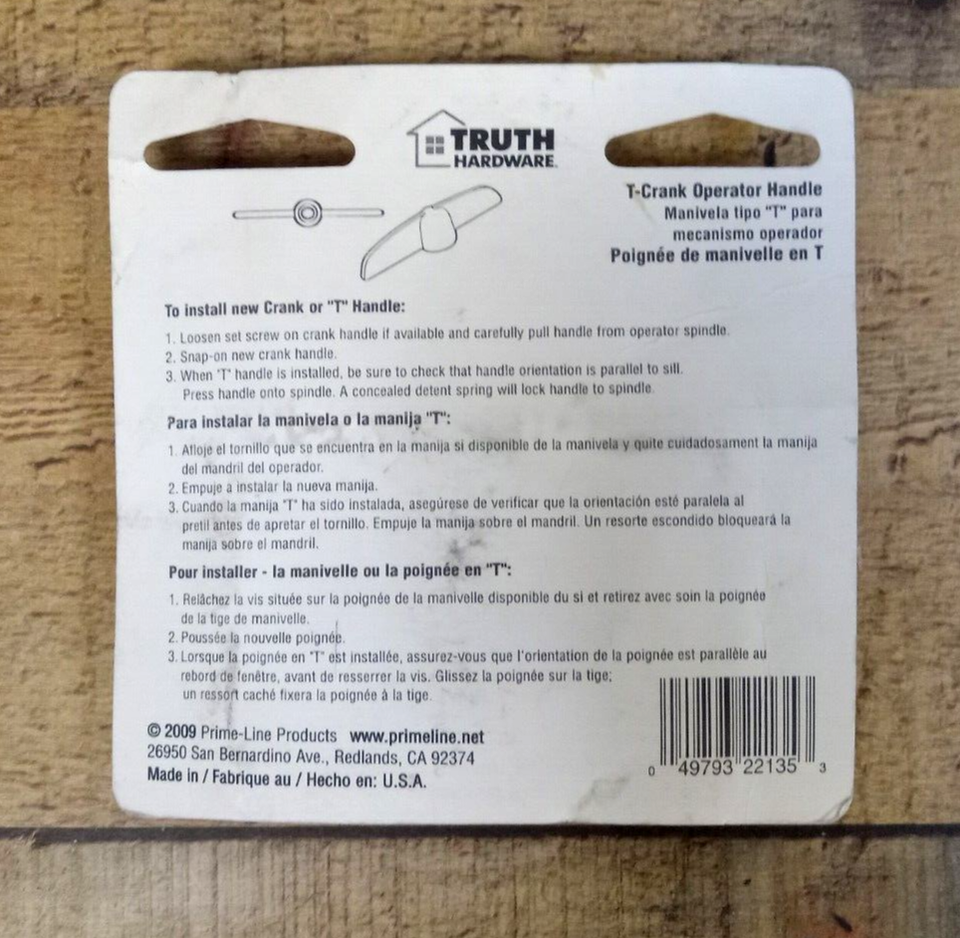 TRUTH
HARDWARE
T-Crank Operator Handle
Manivela tipo "T" para
mecanismo operador
Poignée de manivelle en T
To install new Crank or "T" Handle:
1. Loosen set screw on crank handle if available and carefully pull handle from operator spindle.
2. Snap-on new crank handle.
3. When "T" handle is installed, be sure to check that handle orientation is parallel to sill.
Press handle onto spindle. A concealed detent spring will lock handle to spindle.
Para instalar la manivela o la manija "T":
1. Afloje el tornillo que se encuentra en la manija si disponible de la manivela y quite cuidadosament la manija
del mandril del operador.
2. Empuje a instalar la nueva manija.
3. Cuando la manija "T" ha sido instalada, asegúrese de verificar que la orientación esté paralela al
pretil antes de apretar el tornillo. Empuje la manija sobre el mandril. Un resorte escondido bloqueará la
manija sobre el mandril.
Pour installer - la manivelle ou la poignée en "T":
1. Relâchez la vis située sur la poignée de la manivelle disponible du si et retirez avec soin la poignée
de la tige de manivelle.
2. Poussée la nouvelle poignée.
3. Lorsque la poignée en "T" est installée, assurez-vous que l'orientation de la poignée est parallèle au
rebord de fenêtre, avant de resserrer la vis. Glissez la poignée sur la tige;
un ressort caché fixera la poignée à la tige.
© 2009 Prime-Line Products www.primeline.net
26950 San Bernardino Ave., Redlands, CA 92374
Made in / Fabrique au / Hecho en: U.S.A.
0 49793 22135 3